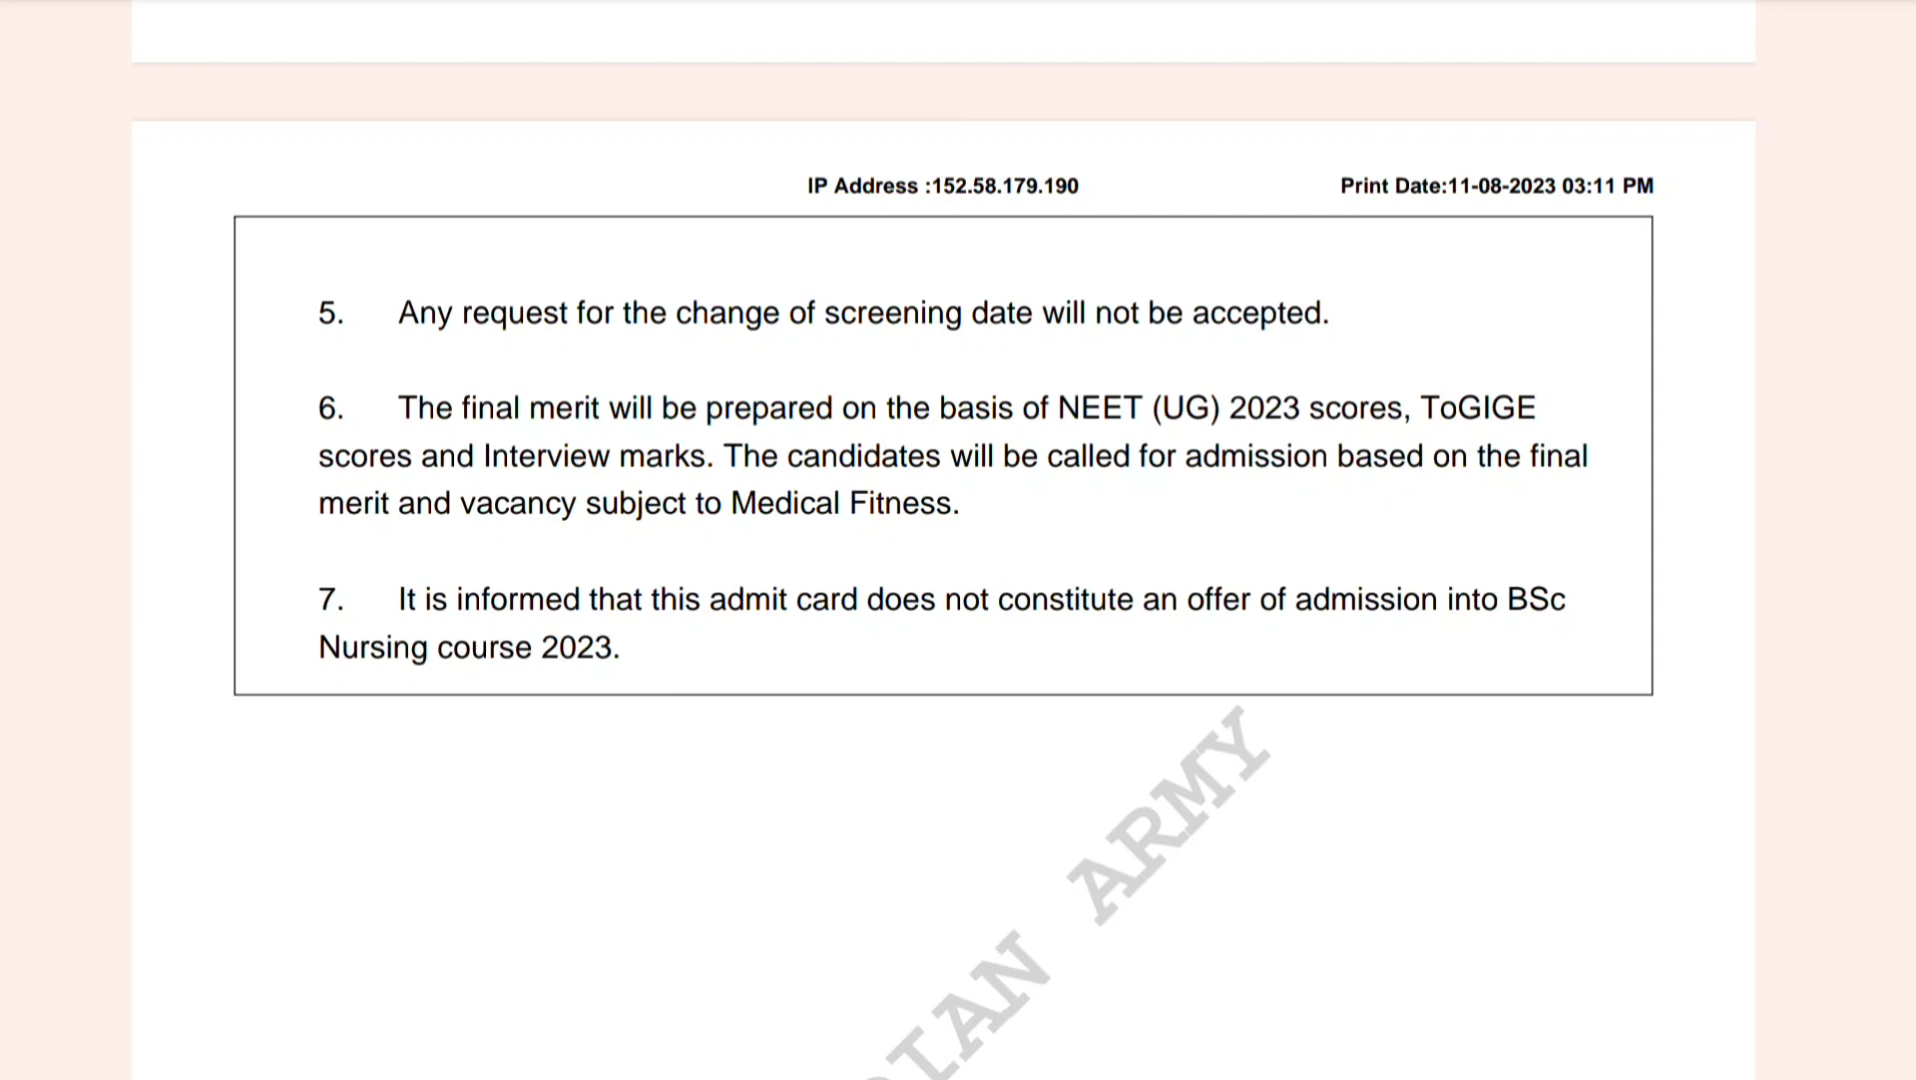 IP Address :152.58.179.190 Print Date:11-08-2023 03:11 PM
5. Any request for the change of screening date will not be accepted.
6. The final merit will be prepared on the basis of NEET (UG) 2023 scores, ToGIGE
scores and Interview marks. The candidates will be called for admission based on the final
merit and vacancy subject to Medical Fitness.
7. It is informed that this admit card does not constitute an offer of admission into BSc
Nursing course 2023.
IAN ARMY